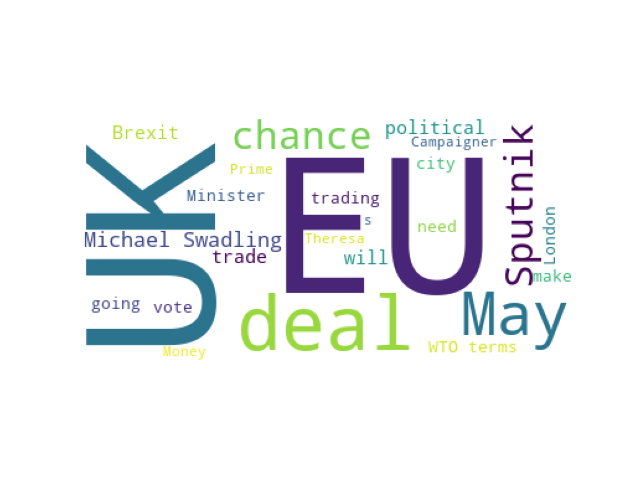 UK
EU
deal
May
Sputnik
chance
Brexit
political
Campaigner
Prime
city
Minister
trading
s
need
London
Michael Swadling
Theresa
trade
will
make
going
vote
WTO terms
Money